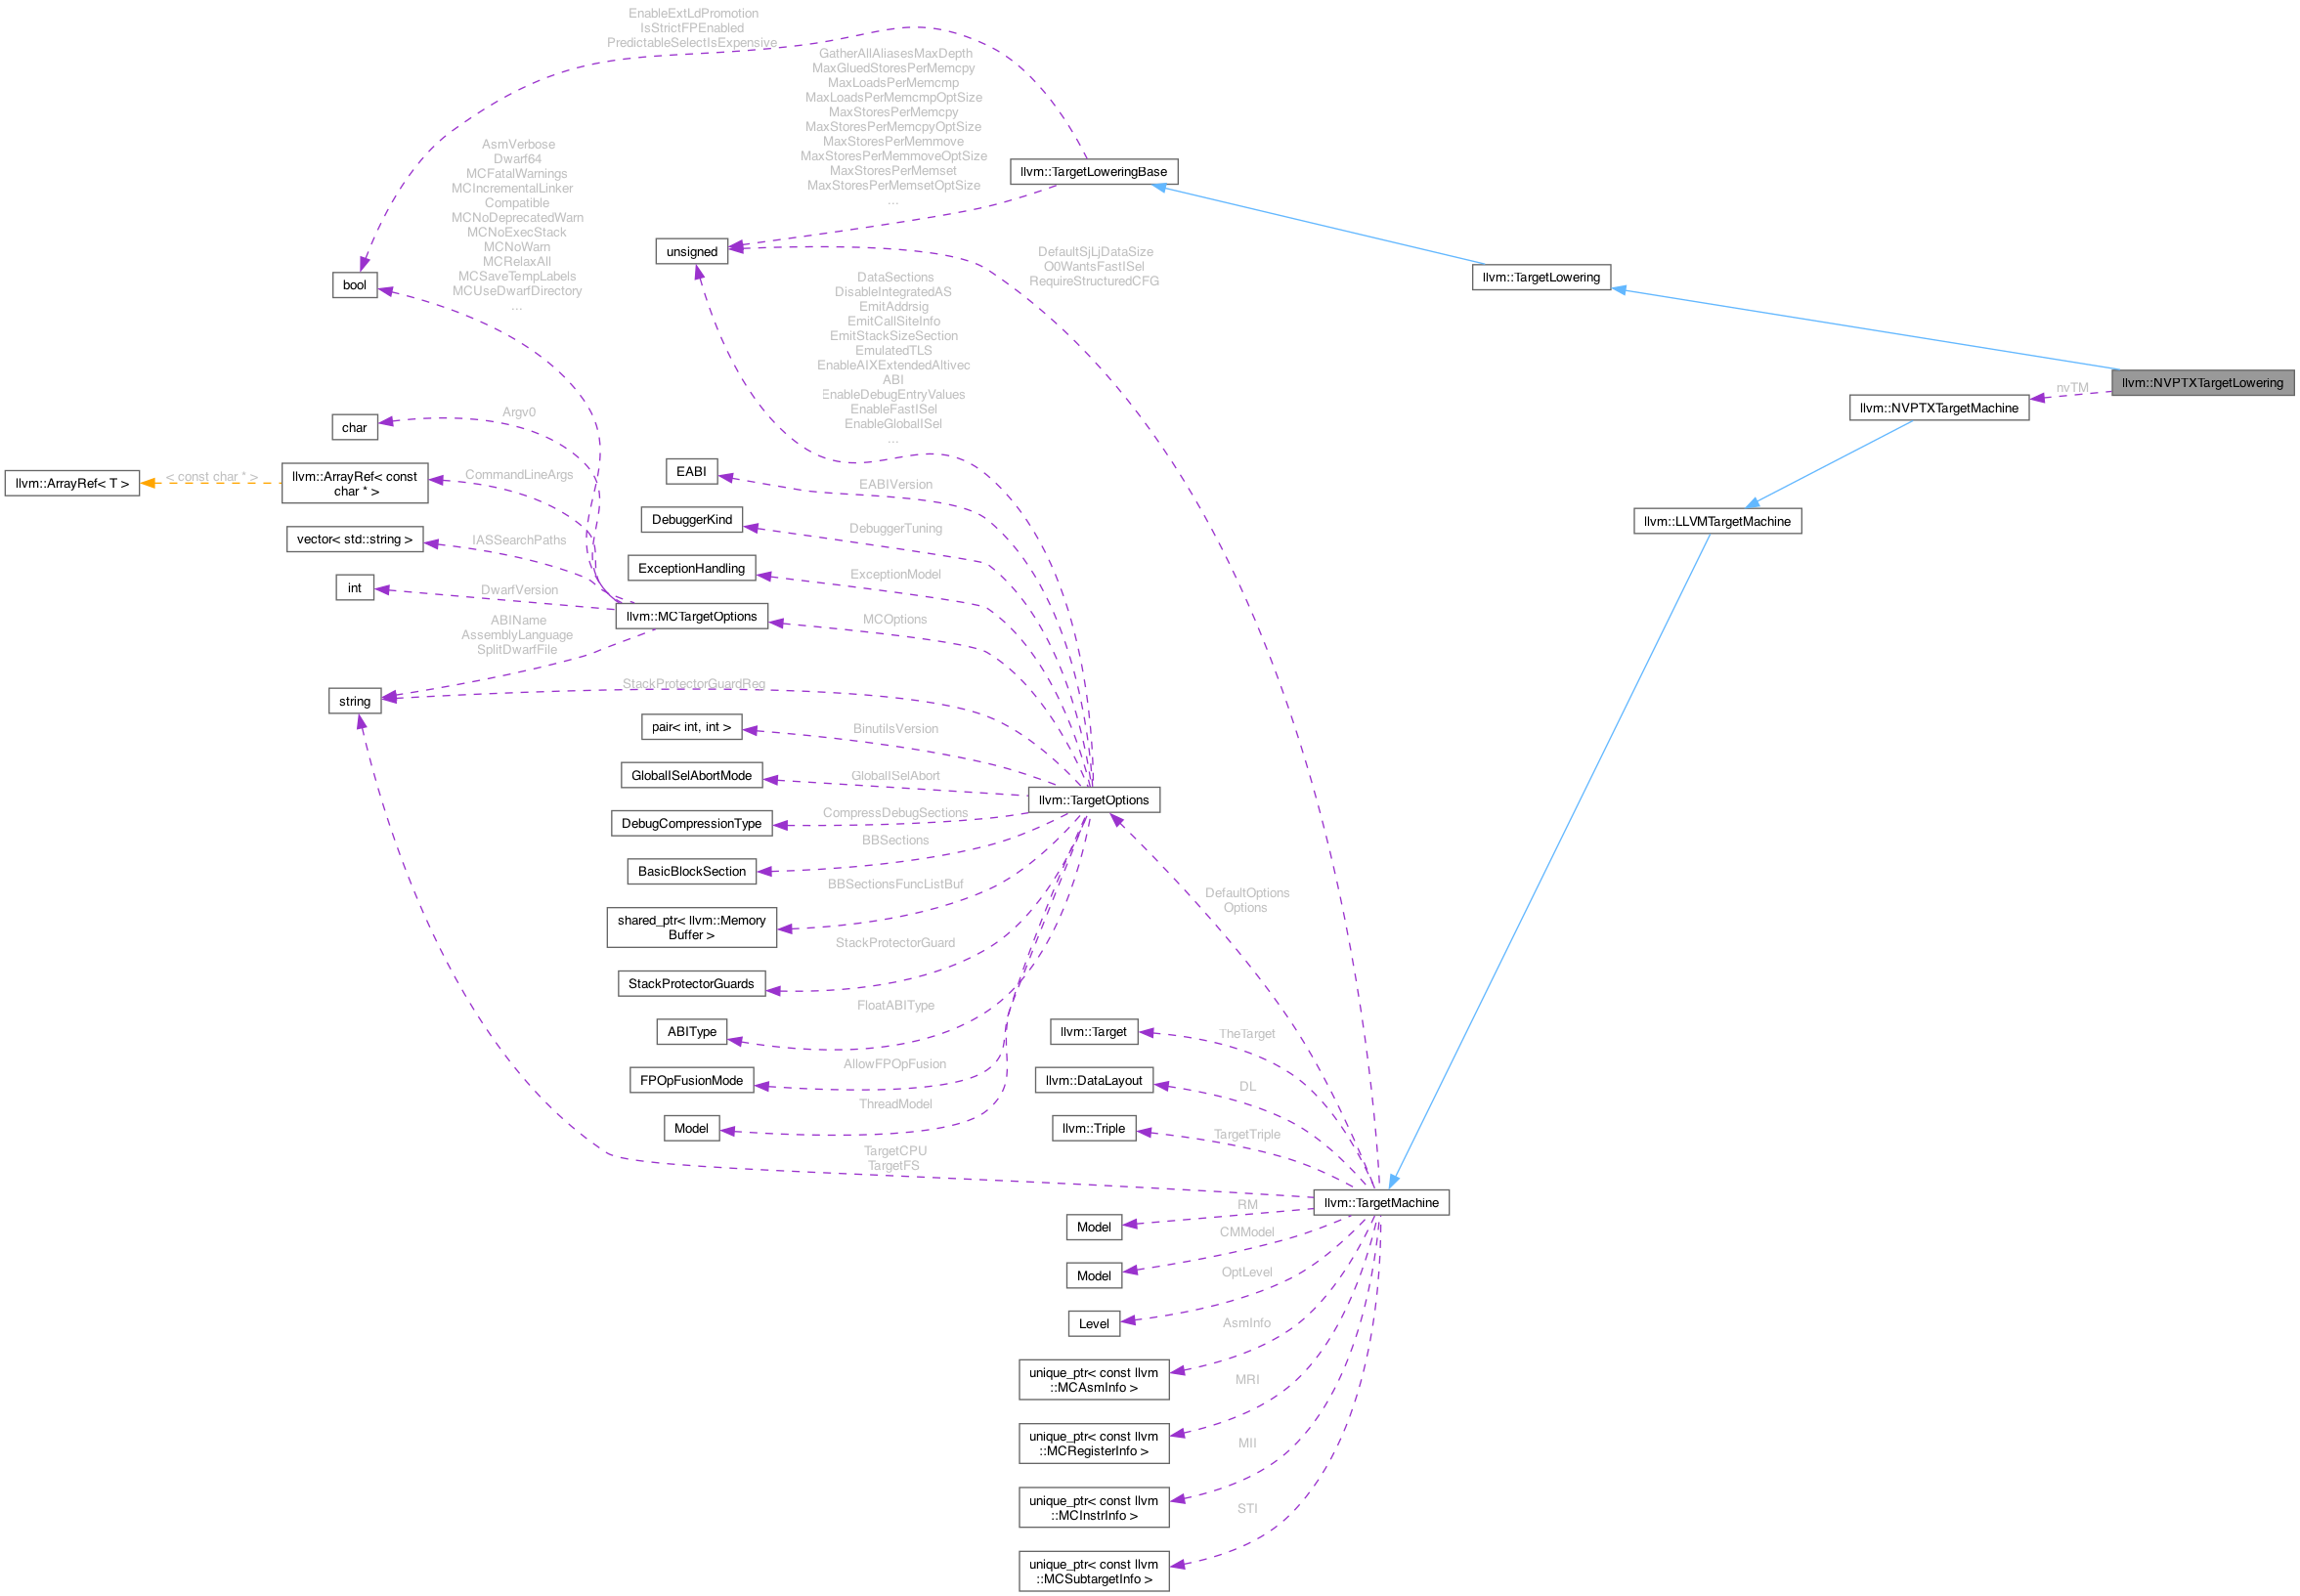 EnableExtLdPromotion
IsStrictFPEnabled
PredictableSelectIsExpensive
GatherAllAliasesMaxDepth
MaxGluedStoresPerMemcpy
MaxLoadsPerMemcmp
MaxLoadsPerMemcmpOptSize
MaxStoresPerMemcpy
MaxStoresPerMemcpyOptSize
MaxStoresPerMemmove
MaxStoresPerMemmoveOptSize
MaxStoresPerMemset
MaxStoresPerMemsetOptSize
...
AsmVerbose
Dwarf64
MCFatalWarnings
MCIncrementalLinker
Compatible
MCNoDeprecatedWarn
MCNoExecStack
MCNoWarn
MCRelaxAll
MCSaveTempLabels
MCUseDwarfDirectory
...
llvm::TargetLoweringBase
unsigned
DefaultSjLjDataSize
O0WantsFastISel
RequireStructuredCFG
llvm::TargetLowering
bool
DataSections
DisableIntegratedAS
EmitAddrsig
EmitCallSiteInfo
EmitStackSizeSection
EmulatedTLS
EnableAIXExtendedAltivec
ABI
EnableDebugEntryValues
EnableFastISel
EnableGlobalISel
...
llvm::NVPTXTargetLowering
nvTM
llvm::NVPTXTargetMachine
char
Argv0
llvm::ArrayRef< T >
< const char * >
llvm::ArrayRef< const
char * >
CommandLineArgs
EABI
EABIVersion
DebuggerKind
DebuggerTuning
llvm::LLVMTargetMachine
vector< std::string >
IASSearchPaths
ExceptionHandling
ExceptionModel
int
DwarfVersion
llvm::MCTargetOptions
MCOptions
ABIName
AssemblyLanguage
SplitDwarfFile
string
StackProtectorGuardReg
pair< int, int >
BinutilsVersion
GlobalISelAbortMode
GlobalISelAbort
llvm::TargetOptions
DebugCompressionType
CompressDebugSections
BasicBlockSection
BBSections
shared_ptr< llvm::Memory
Buffer >
BBSectionsFuncListBuf
DefaultOptions
Options
StackProtectorGuards
StackProtectorGuard
ABIType
FloatABIType
llvm::Target
TheTarget
FPOpFusionMode
AllowFPOpFusion
llvm::DataLayout
DL
Model
ThreadModel
llvm::Triple
TargetTriple
TargetCPU
TargetFS
llvm::TargetMachine
Model
RM
Model
CMModel
Level
OptLevel
unique_ptr< const llvm
::MCAsmInfo >
AsmInfo
unique_ptr< const llvm
::MCRegisterInfo >
MRI
unique_ptr< const llvm
::MCInstrInfo >
MII
unique_ptr< const llvm
::MCSubtargetInfo >
STI